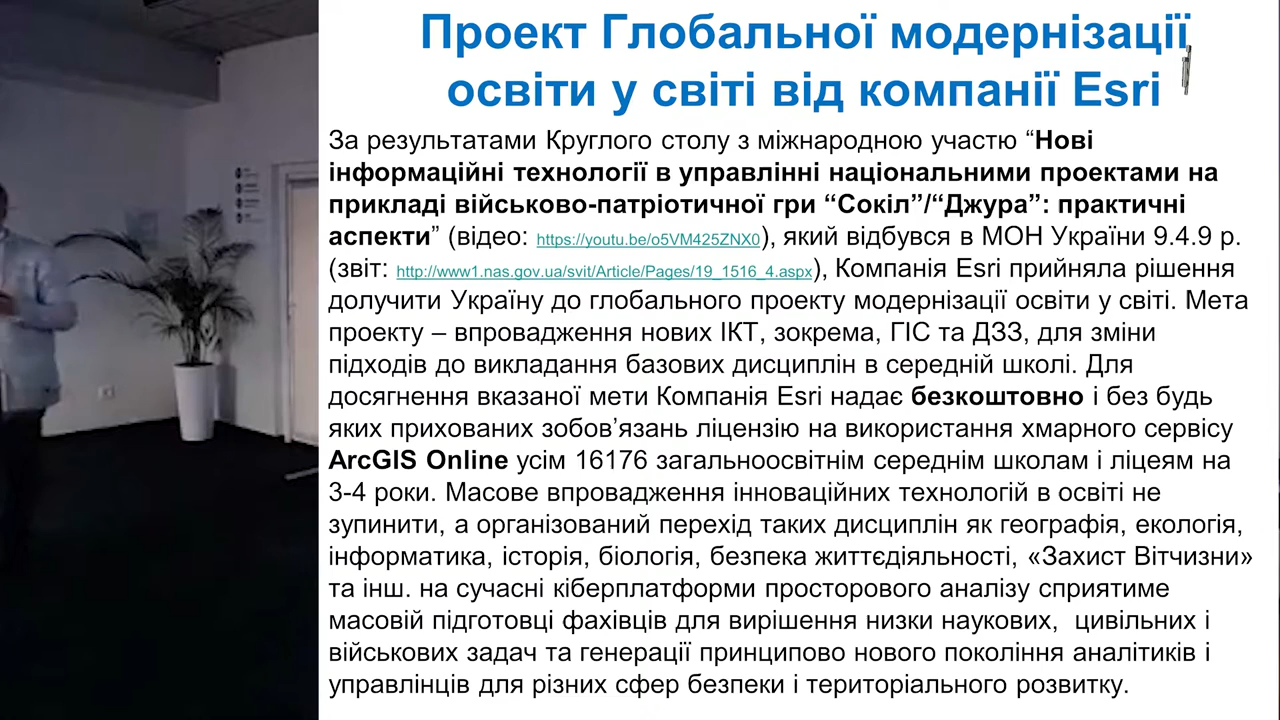 Проект Глобальної модернізації
освіти у світі від компанії Esri
За результатами Круглого столу з міжнародною участю “Нові
інформаційні технології в управлінні національними проектами на
прикладі військово-патріотичної гри “Сокіл”/“Джура”: практичні
аспекти” (відео: https://youtu.be/o5VM425ZNX0), який відбувся в МОН України 9.4.9 р.
(звіт: http://www1.nas.gov.ua/svit/Article/Pages/19_1516_4.aspx), Компанія Esri прийняла рішення
долучити Україну до глобального проекту модернізації освіти у світі. Мета
проекту – впровадження нових ІКТ, зокрема, ГІС та ДЗЗ, для зміни
підходів до викладання базових дисциплін в середній школі. Для
досягнення вказаної мети Компанія Esri надає безкоштовно і без будь
яких прихованих зобов’язань ліцензію на використання хмарного сервісу
ArcGIS Online усім 16176 загальноосвітнім середнім школам і ліцеям на
3-4 роки. Масове впровадження інноваційних технологій в освіті не
зупинити, а організований перехід таких дисциплін як географія, екологія,
інформатика, історія, біологія, безпека життєдіяльності, «Захист Вітчизни»
та інш. на сучасні кіберплатформи просторового аналізу сприятиме
масовій підготовці фахівців для вирішення низки наукових,  цивільних і
військових задач та генерації принципово нового покоління аналітиків і
управлінців для різних сфер безпеки і територіального розвитку.